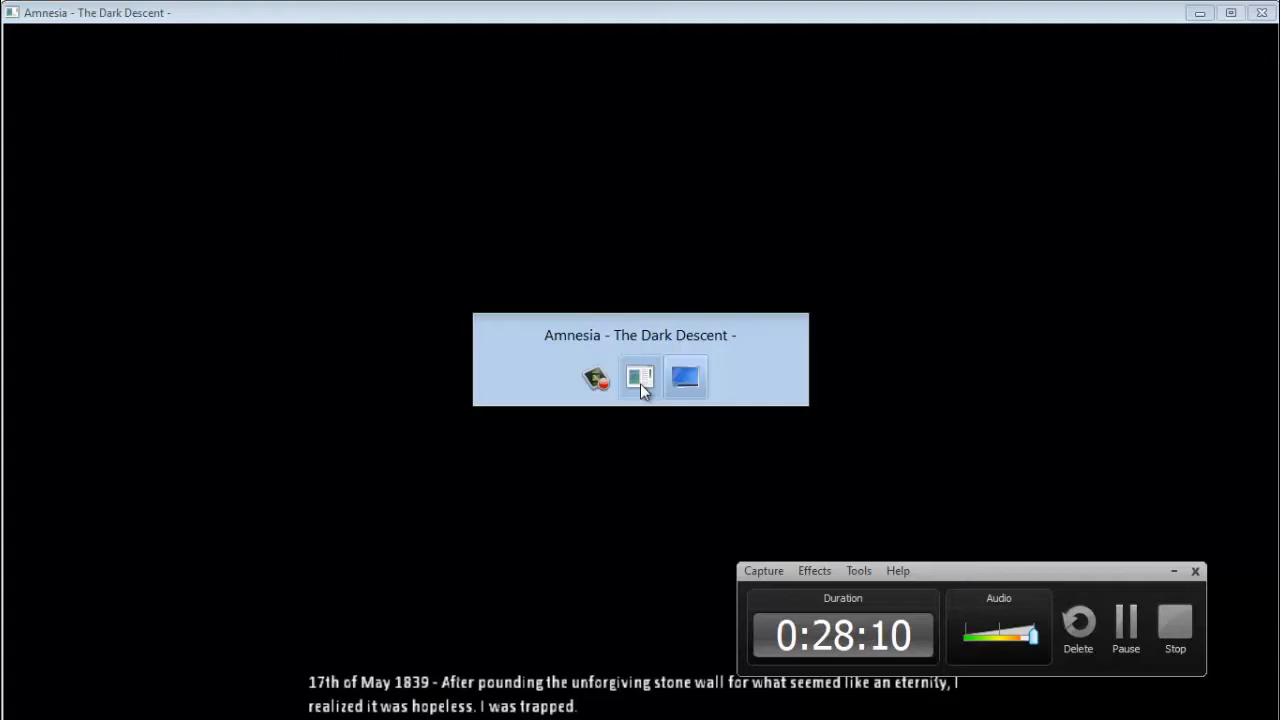 Amnesia - The Dark Descent -
Amnesia - The Dark Descent -
Capture Effects Tools Help
Duration
Audio
0:28:10
Delete Pause Stop
17th of May 1839 - After pounding the unforgiving stone wall for what seemed like an eternity, I
realized it was hopeless. I was trapped.